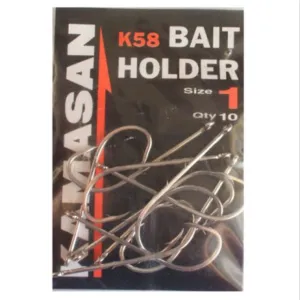 KAMASAN
K58 BAIT
HOLDER
Size 1
Qty 10